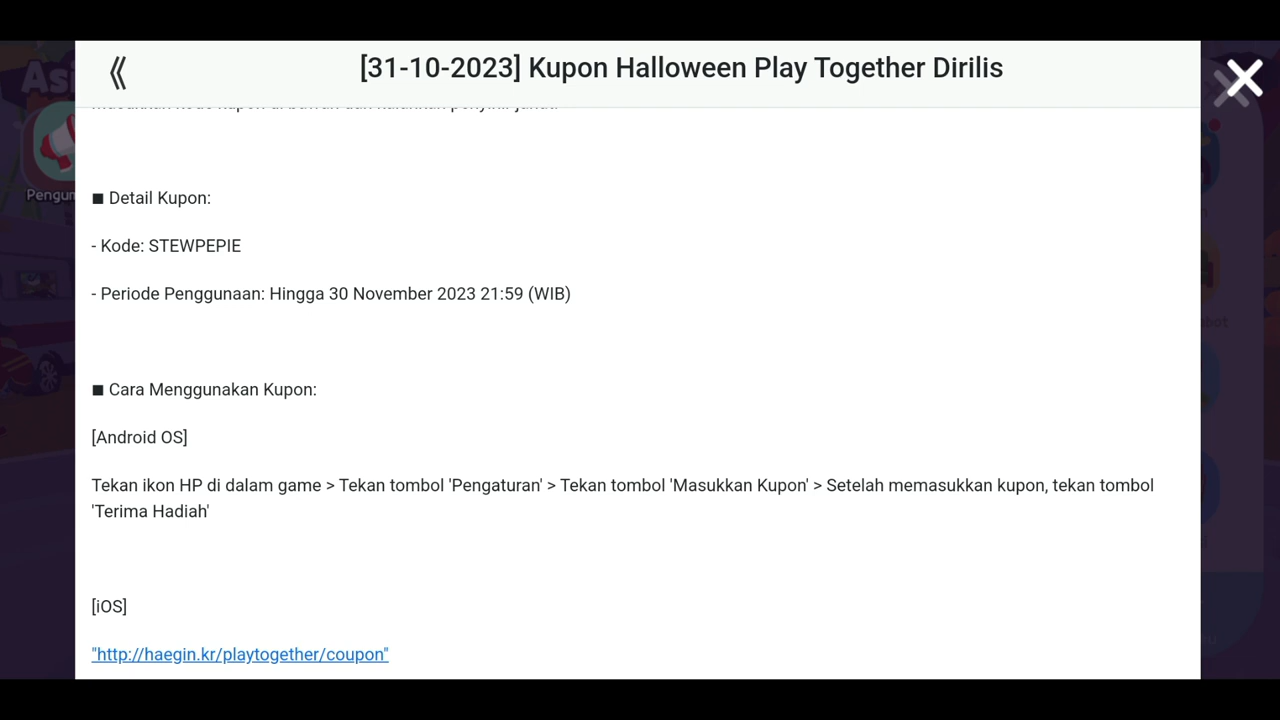 [31-10-2023] Kupon Halloween Play Together Dirilis
■ Detail Kupon:
- Kode: STEWPEPIE
- Periode Penggunaan: Hingga 30 November 2023 21:59 (WIB)
■ Cara Menggunakan Kupon:
[Android OS]
Tekan ikon HP di dalam game > Tekan tombol 'Pengaturan' > Tekan tombol 'Masukkan Kupon' > Setelah memasukkan kupon, tekan tombol
'Terima Hadiah'
[iOS]
"http://haegin.kr/playtogether/coupon"
Asi
Pengum